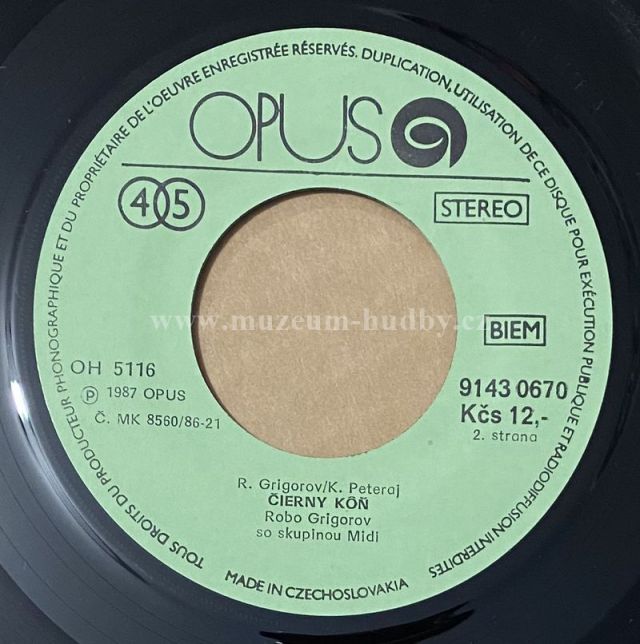 TOUS DROITS DU PRODUCTEUR PHONOGRAPHIQUE ET DU PROPRIÉTAIRE DE L'OEUVRE ENREGISTRÉE RÉSERVÉS. DUPLICATION, UTILISATION DE CE DISQUE POUR EXÉCUTION PUBLIQUE ET RADIODIFFUSION INTERDITES
OPUS
45
STEREO
www.muzeum-hudby.cz
BIEM
OH 5116
Ⓟ 1987 OPUS
Č. MK 8560/86-21
9143 0670
Kčs 12,-
2. strana
R. Grigorov/K. Peteraj
ČIERNY KÔŇ
Robo Grigorov
so skupinou Midi
MADE IN CZECHOSLOVAKIA